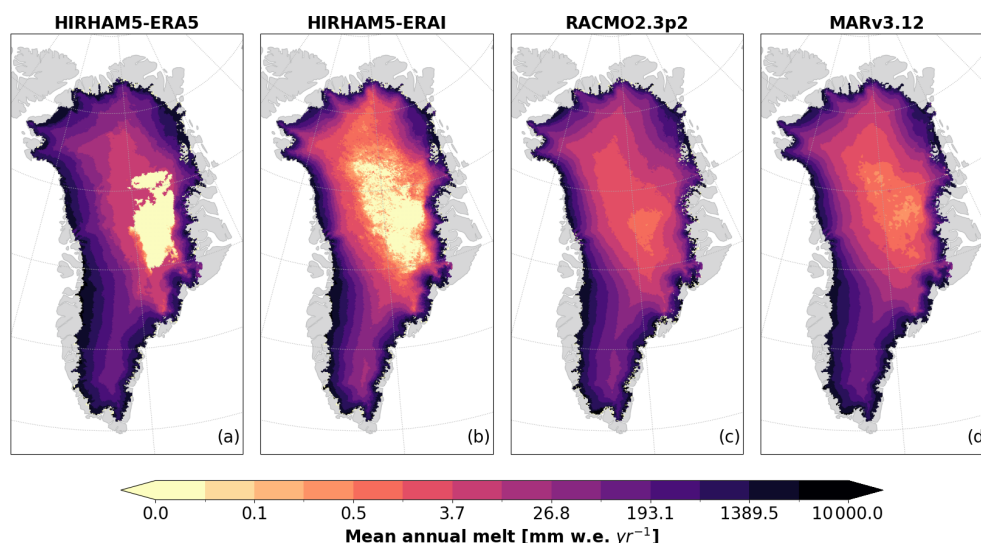 HIRHAM5-ERA5 HIRHAM5-ERAI RACMO2.3p2 MARv3.12
(a) (b) (c) (d
0.0 0.1 0.5 3.7 26.8 193.1 1389.5 10000.0
Mean annual melt [mm w.e. yr⁻¹]